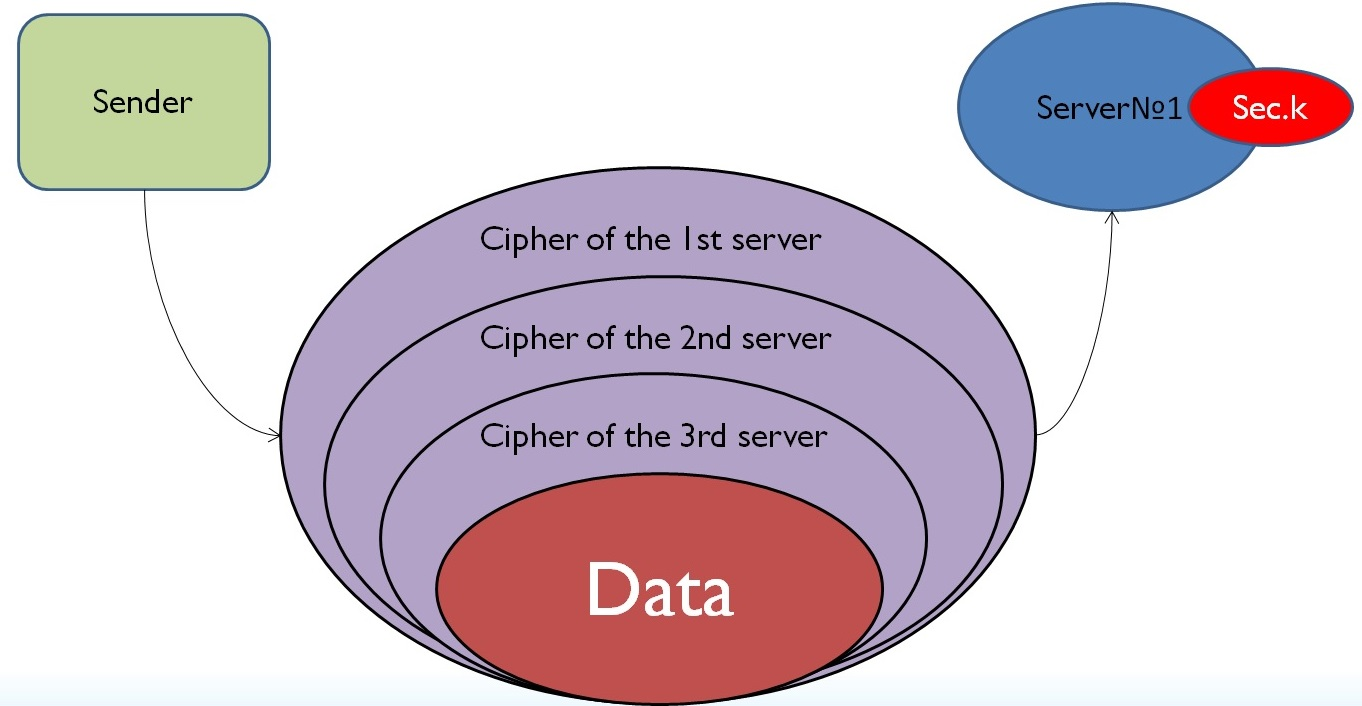 Sender
Server№1
Sec.k
Cipher of the 1st server
Cipher of the 2nd server
Cipher of the 3rd server
Data